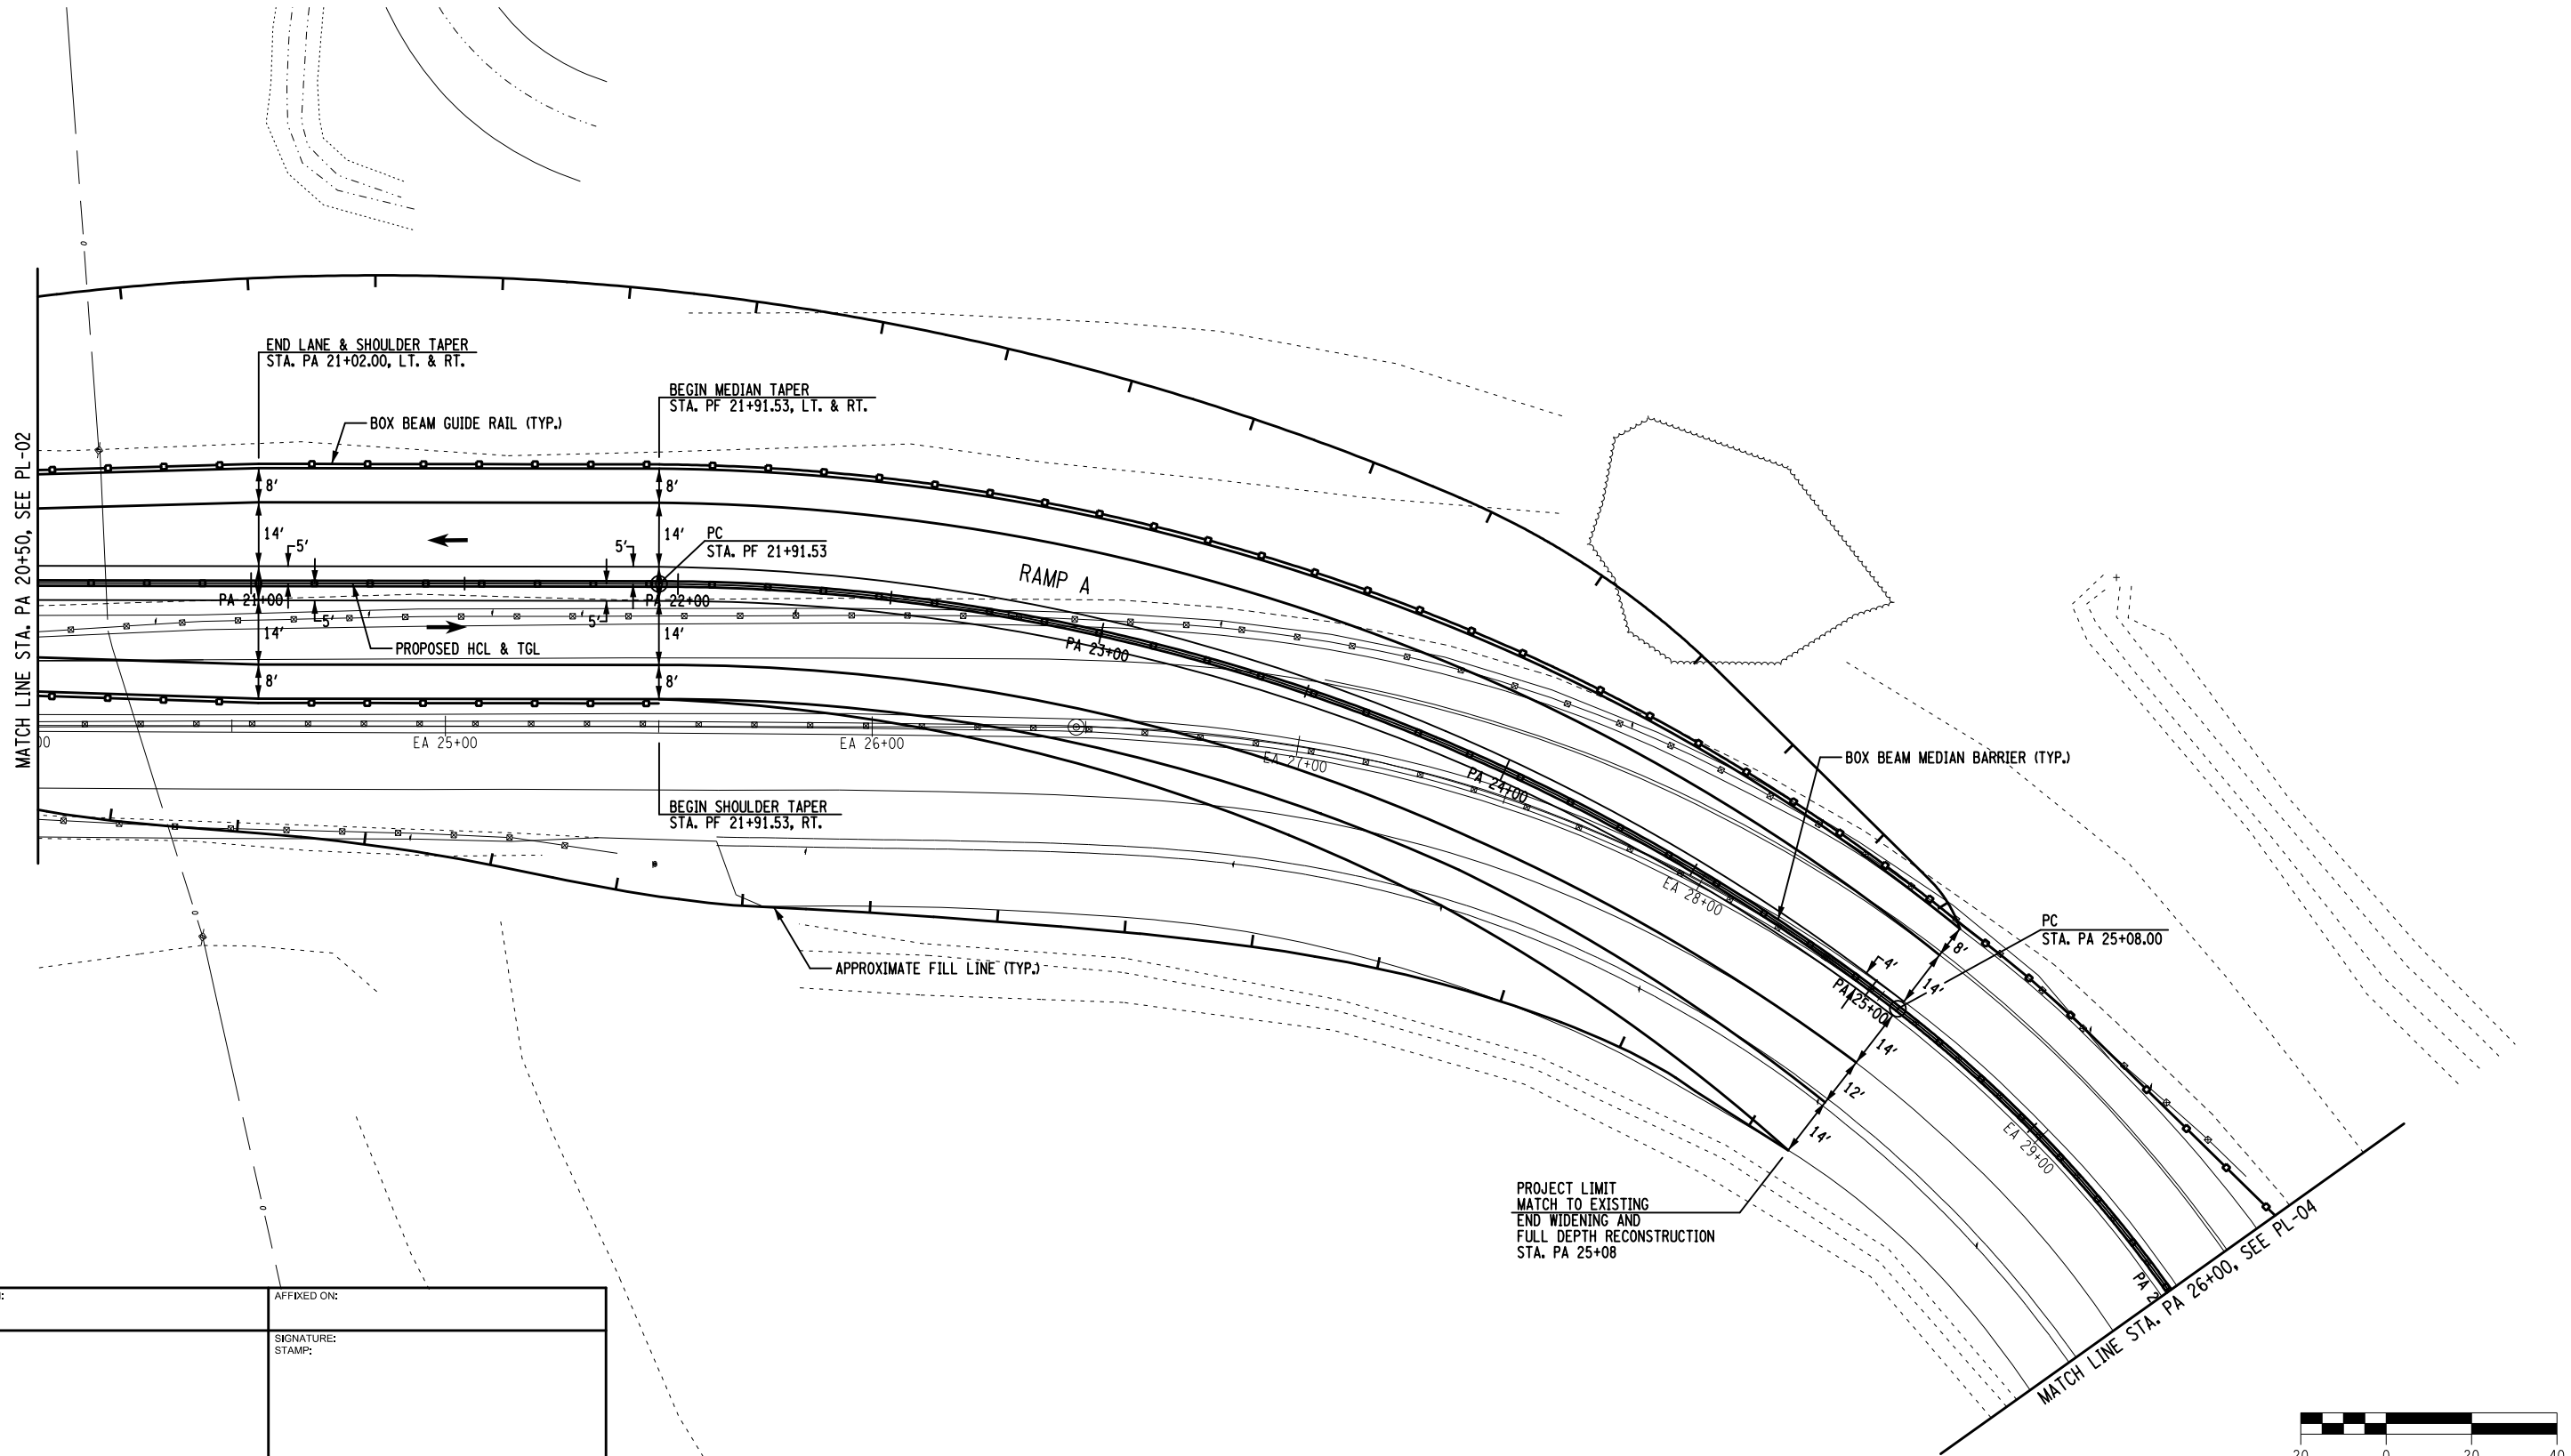 END LANE & SHOULDER TAPER
STA. PA 21+02.00, LT. & RT.
BEGIN MEDIAN TAPER
STA. PF 21+91.53, LT. & RT.
BOX BEAM GUIDE RAIL (TYP.)
MATCH LINE STA. PA 20+50, SEE PL-02
8'
8'
14'
14'
5'
5'
PC
STA. PF 21+91.53
RAMP A
PA 21+00
PA 22+00
5'
5'
14'
14'
PROPOSED HCL & TGL
PA 23+00
8'
8'
00
EA 25+00
EA 26+00
EA 27+00
PA 24+00
BOX BEAM MEDIAN BARRIER (TYP.)
BEGIN SHOULDER TAPER
STA. PF 21+91.53, RT.
EA 28+00
PC
STA. PA 25+08.00
APPROXIMATE FILL LINE (TYP.)
8'
4'
14'
PA 25+00
14'
12'
14'
EA 29+00
PROJECT LIMIT
MATCH TO EXISTING
END WIDENING AND
FULL DEPTH RECONSTRUCTION
STA. PA 25+08
PA 2
MATCH LINE STA. PA 26+00, SEE PL-04
AFFIXED ON:
SIGNATURE:
STAMP:
20 0 20 40